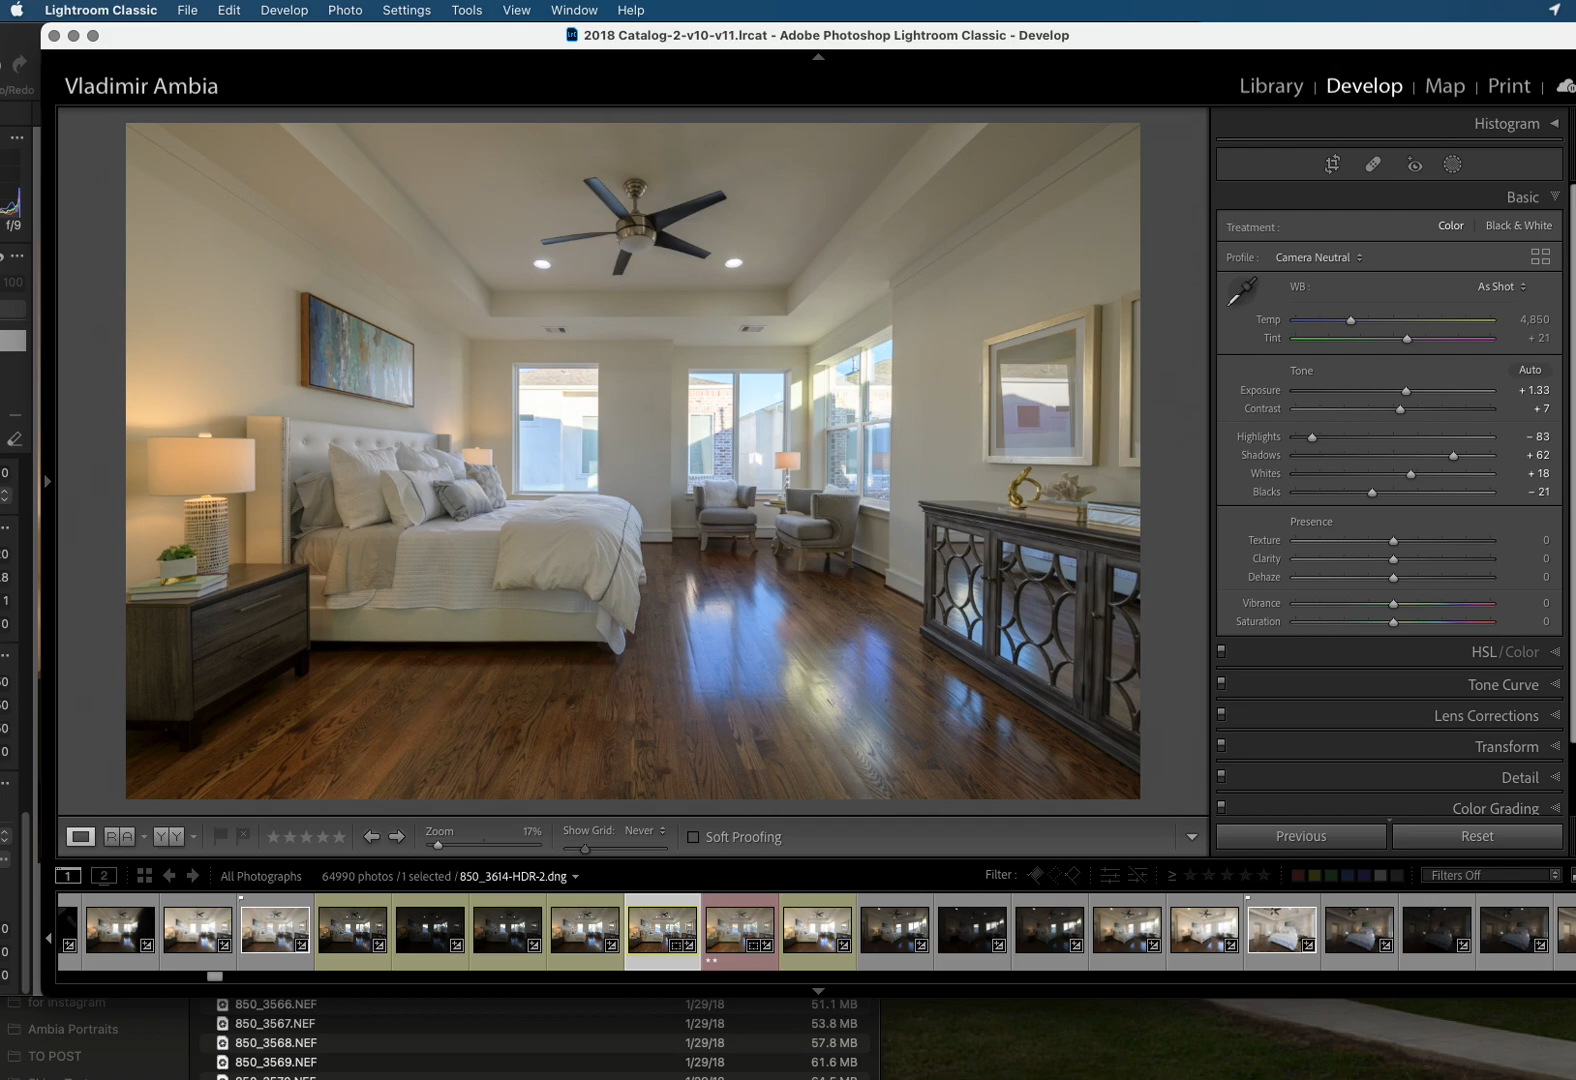 Lightroom Classic File Edit Develop Photo Settings Tools View Window Help
2018 Catalog-2-v10-v11.lrcat - Adobe Photoshop Lightroom Classic - Develop
o/Redo
Vladimir Ambia
Library | Develop | Map | Print |
Histogram
f/9
100
Basic
Treatment : Color Black & White
Profile : Camera Neutral
WB : As Shot
Temp 4,850
Tint + 21
Tone Auto
Exposure + 1.33
Contrast + 7
Highlights − 83
Shadows + 62
Whites + 18
Blacks − 21
Presence
Texture 0
Clarity 0
Dehaze 0
Vibrance 0
Saturation 0
HSL / Color
Tone Curve
Lens Corrections
Transform
Detail
Color Grading
Previous Reset
R A Y Y Zoom 17% Show Grid: Never Soft Proofing
1 2 All Photographs 64990 photos / 1 selected / 850_3614-HDR-2.dng Filter : ≥ Filters Off
for instagram
Ambia Portraits
TO POST
850_3566.NEF 1/29/18 51.1 MB
850_3567.NEF 1/29/18 53.8 MB
850_3568.NEF 1/29/18 57.8 MB
850_3569.NEF 1/29/18 61.6 MB